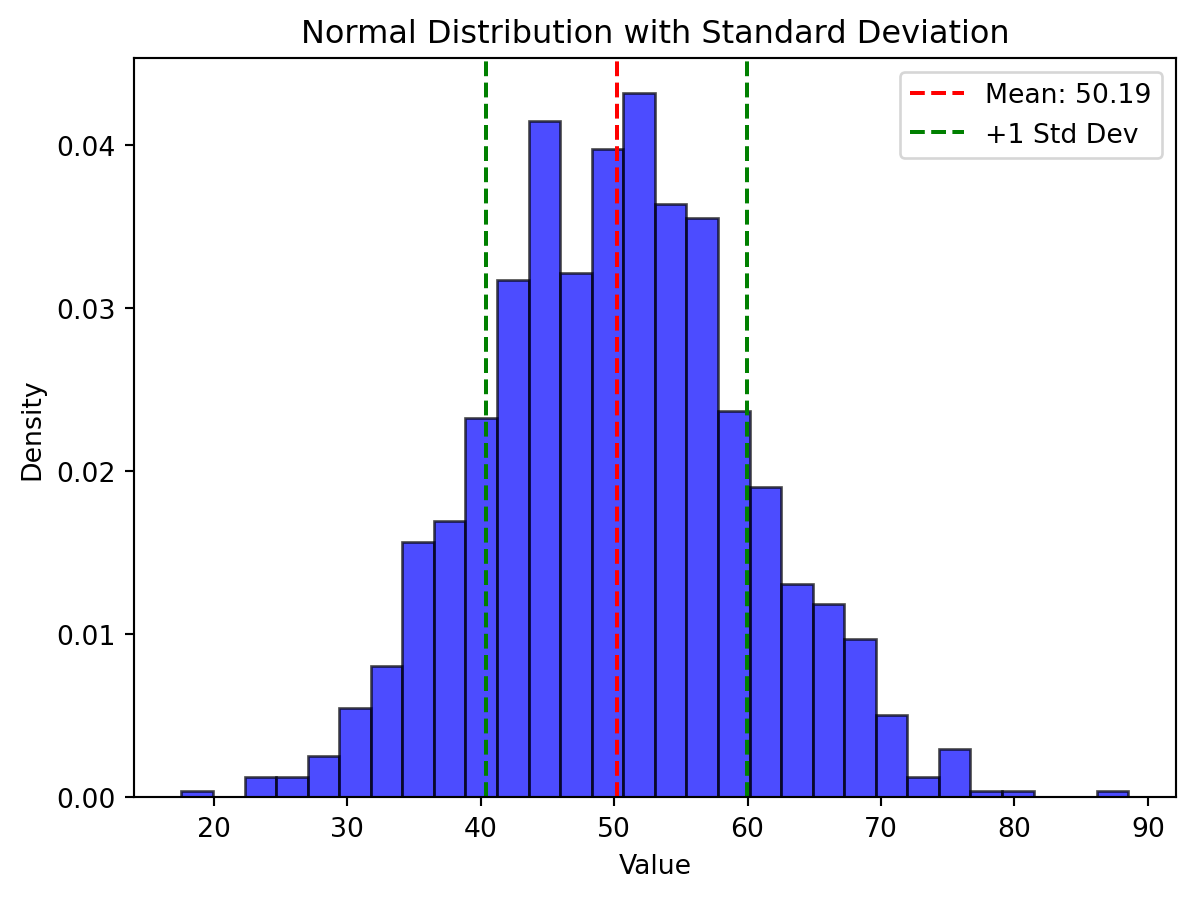 Normal Distribution with Standard Deviation
Mean: 50.19
+1 Std Dev
0.04
0.03
0.02
0.01
0.00
Density
20 30 40 50 60 70 80 90
Value